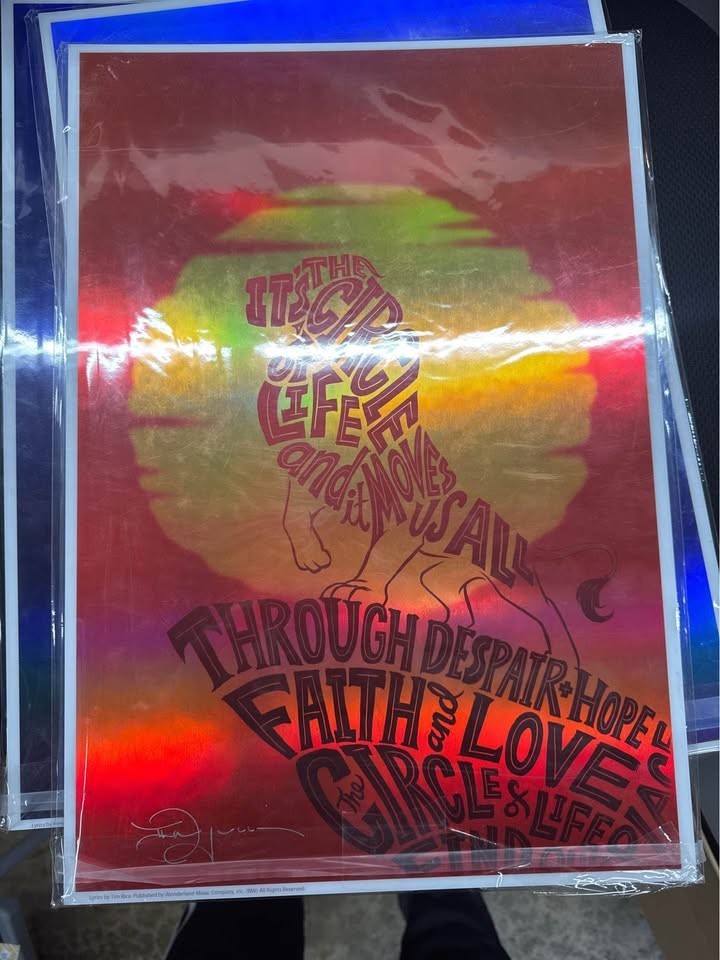 IT'S THE
CIRCLE
OF
LIFE
and it MOVES
US ALL
THROUGH DESPAIR + HOPE
FAITH and LOVE
The CIRCLE of LIFE
Lyrics by Tim Rice. Published by Wonderland Music Company, Inc. (BMI) All Rights Reserved.